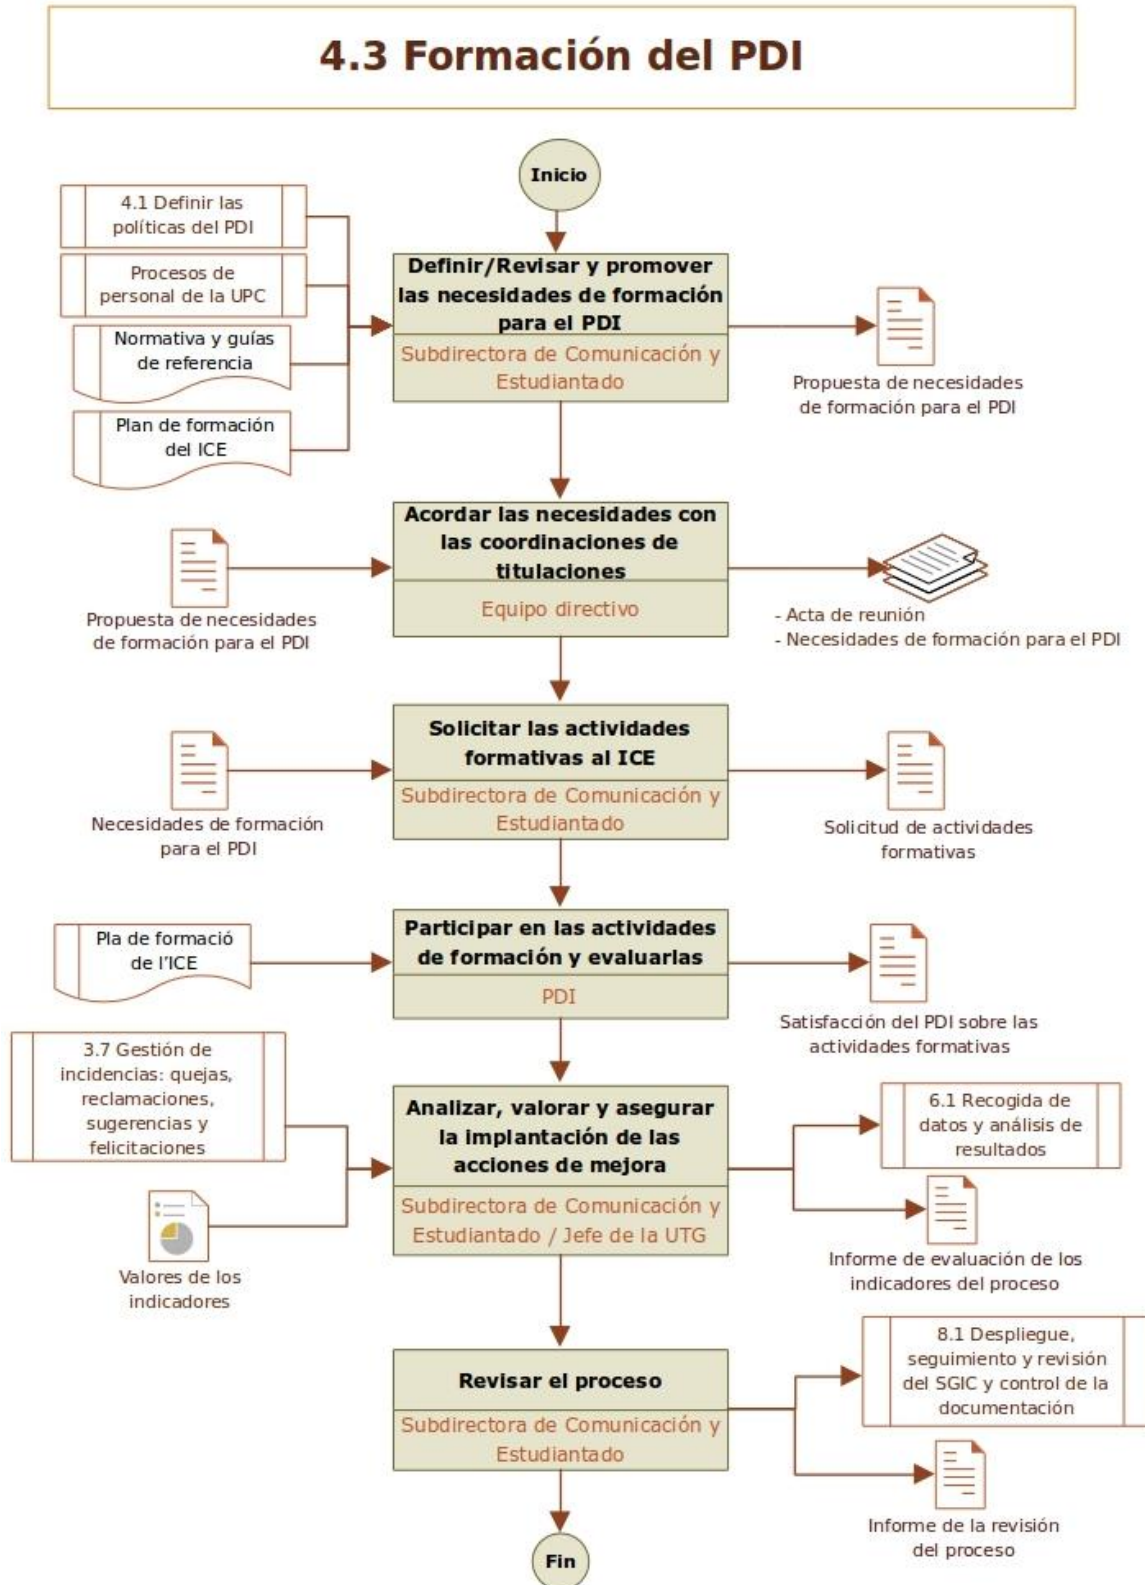 4.3 Formación del PDI
Inicio
4.1 Definir las
políticas del PDI
Procesos de
personal de la UPC
Normativa y guías
de referencia
Plan de formación
del ICE
Definir/Revisar y promover
las necesidades de formación
para el PDI
Subdirectora de Comunicación y
Estudiantado
Propuesta de necesidades
de formación para el PDI
Propuesta de necesidades
de formación para el PDI
Acordar las necesidades con
las coordinaciones de
titulaciones
Equipo directivo
- Acta de reunión
- Necesidades de formación para el PDI
Necesidades de formación
para el PDI
Solicitar las actividades
formativas al ICE
Subdirectora de Comunicación y
Estudiantado
Solicitud de actividades
formativas
Pla de formació
de l'ICE
Participar en las actividades
de formación y evaluarlas
PDI
Satisfacción del PDI sobre las
actividades formativas
3.7 Gestión de
incidencias: quejas,
reclamaciones,
sugerencias y
felicitaciones
Valores de los
indicadores
Analizar, valorar y asegurar
la implantación de las
acciones de mejora
Subdirectora de Comunicación y
Estudiantado / Jefe de la UTG
6.1 Recogida de
datos y análisis de
resultados
Informe de evaluación de los
indicadores del proceso
Revisar el proceso
Subdirectora de Comunicación y
Estudiantado
8.1 Despliegue,
seguimiento y revisión
del SGIC y control de la
documentación
Informe de la revisión
del proceso
Fin